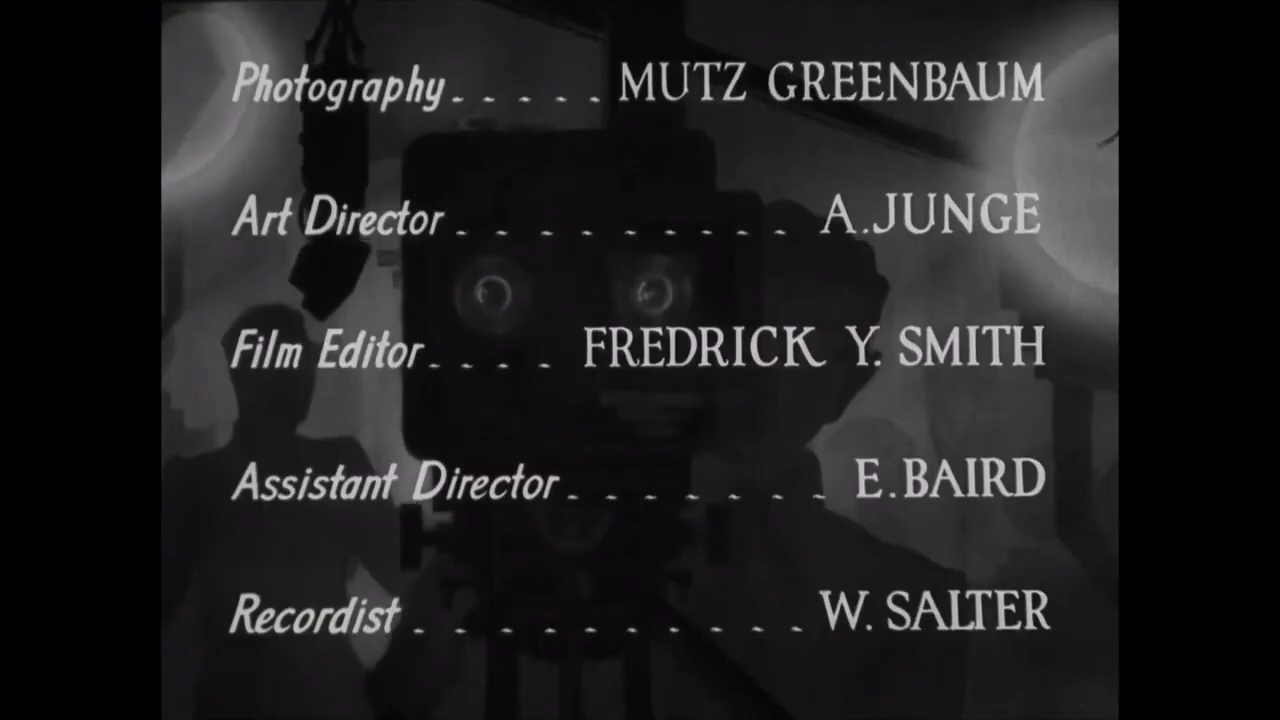 Photography - - - - - MUTZ GREENBAUM
Art Director - - - - - - - - - A.JUNGE
Film Editor - - - - FREDRICK Y. SMITH
Assistant Director - - - - - - - E.BAIRD
Recordist - - - - - - - - - - W. SALTER